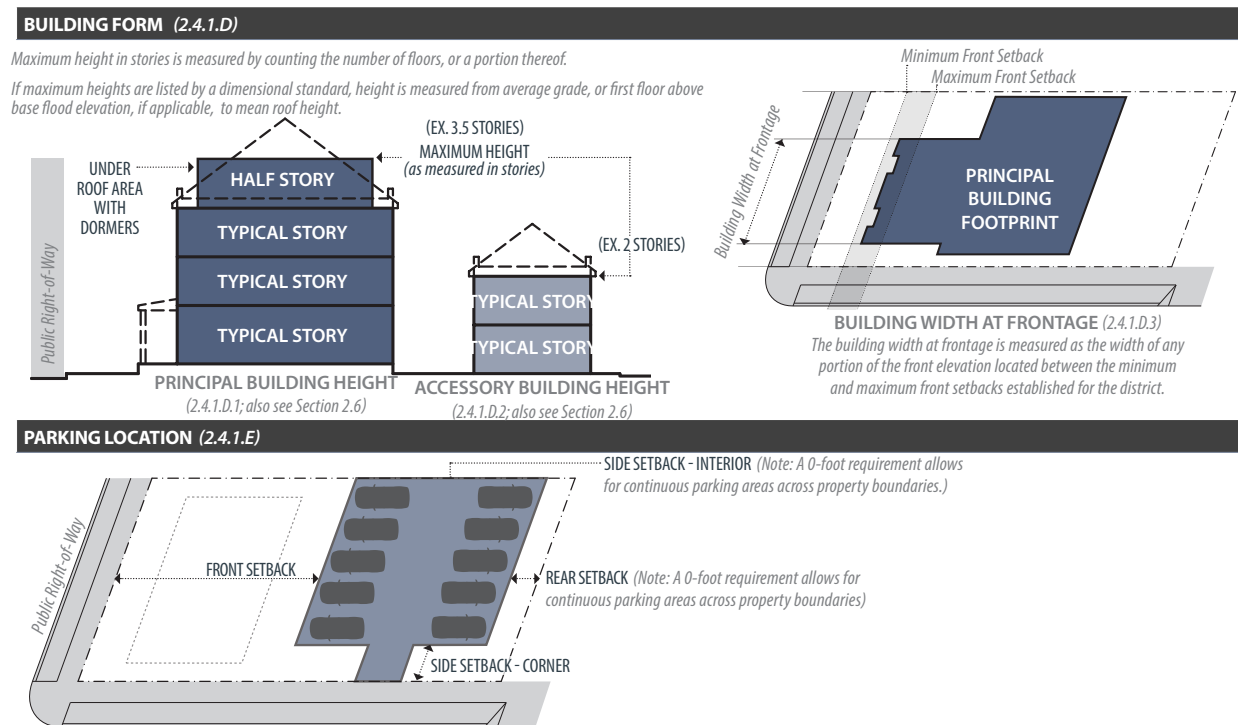 BUILDING FORM (2.4.1.D)
Maximum height in stories is measured by counting the number of floors, or a portion thereof.
If maximum heights are listed by a dimensional standard, height is measured from average grade, or first floor above
base flood elevation, if applicable, to mean roof height.
(EX. 3.5 STORIES)
MAXIMUM HEIGHT
(as measured in stories)
UNDER
ROOF AREA
WITH
DORMERS
HALF STORY
TYPICAL STORY
TYPICAL STORY
TYPICAL STORY
Public Right-of-Way
(EX. 2 STORIES)
TYPICAL STORY
TYPICAL STORY
PRINCIPAL BUILDING HEIGHT
(2.4.1.D.1; also see Section 2.6)
ACCESSORY BUILDING HEIGHT
(2.4.1.D.2; also see Section 2.6)
Minimum Front Setback
Maximum Front Setback
Building Width at Frontage
PRINCIPAL
BUILDING
FOOTPRINT
BUILDING WIDTH AT FRONTAGE (2.4.1.D.3)
The building width at frontage is measured as the width of any
portion of the front elevation located between the minimum
and maximum front setbacks established for the district.
PARKING LOCATION (2.4.1.E)
SIDE SETBACK - INTERIOR (Note: A 0-foot requirement allows
for continuous parking areas across property boundaries.)
Public Right-of-Way
FRONT SETBACK
REAR SETBACK (Note: A 0-foot requirement allows for
continuous parking areas across property boundaries)
SIDE SETBACK - CORNER